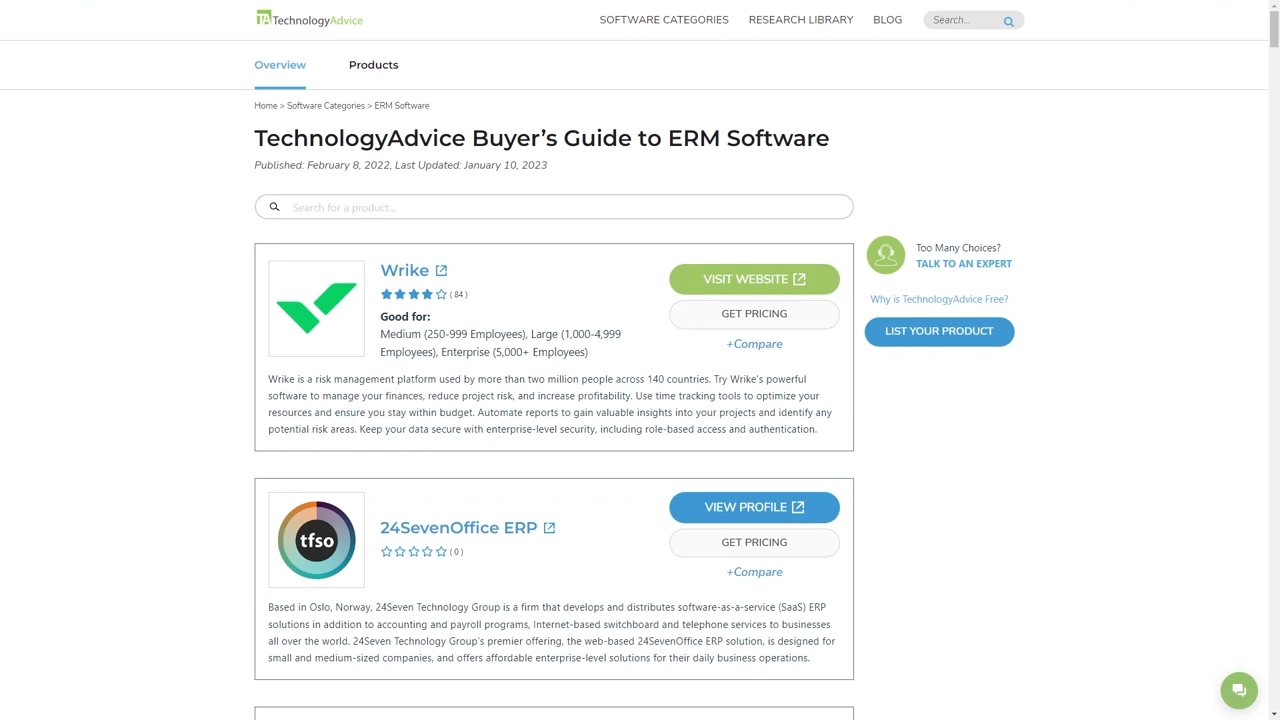 TA TechnologyAdvice
SOFTWARE CATEGORIES
RESEARCH LIBRARY
BLOG
Search...
Overview
Products
Home > Software Categories > ERM Software
TechnologyAdvice Buyer’s Guide to ERM Software
Published: February 8, 2022, Last Updated: January 10, 2023
Search for a product...
Wrike
( 84 )
Good for:
Medium (250-999 Employees), Large (1,000-4,999
Employees), Enterprise (5,000+ Employees)
VISIT WEBSITE
GET PRICING
+Compare
Wrike is a risk management platform used by more than two million people across 140 countries. Try Wrike's powerful
software to manage your finances, reduce project risk, and increase profitability. Use time tracking tools to optimize your
resources and ensure you stay within budget. Automate reports to gain valuable insights into your projects and identify any
potential risk areas. Keep your data secure with enterprise-level security, including role-based access and authentication.
Too Many Choices?
TALK TO AN EXPERT
Why is TechnologyAdvice Free?
LIST YOUR PRODUCT
tfso
24SevenOffice ERP
( 0 )
VIEW PROFILE
GET PRICING
+Compare
Based in Oslo, Norway, 24Seven Technology Group is a firm that develops and distributes software-as-a-service (SaaS) ERP
solutions in addition to accounting and payroll programs, Internet-based switchboard and telephone services to businesses
all over the world. 24Seven Technology Group's premier offering, the web-based 24SevenOffice ERP solution, is designed for
small and medium-sized companies, and offers affordable enterprise-level solutions for their daily business operations.